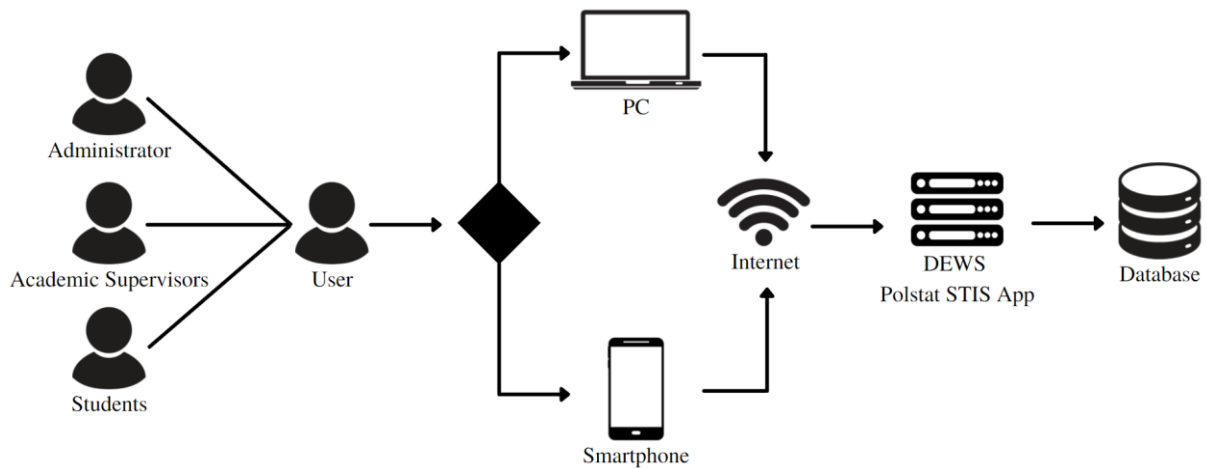 Administrator
Academic Supervisors
Students
User
PC
Smartphone
Internet
DEWS
Polstat STIS App
Database